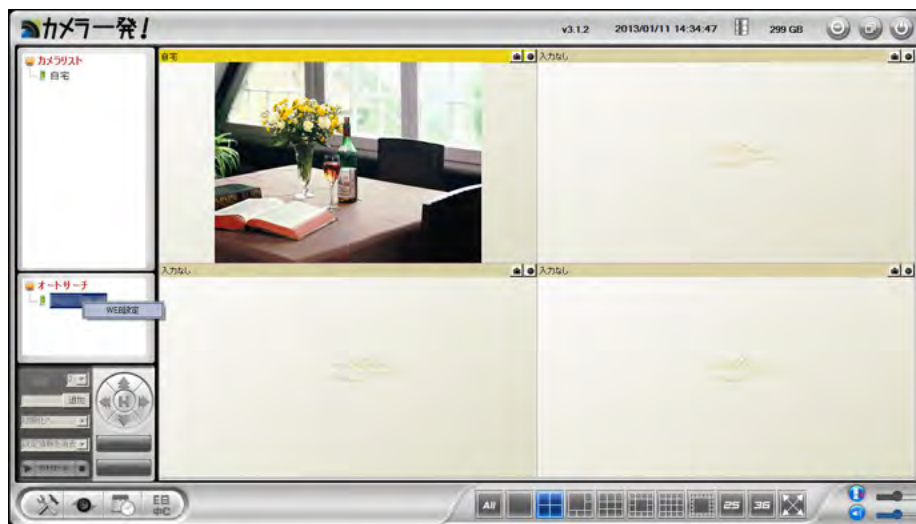 カメラ一発!
v3.1.2 2013/01/11 14:34:47 299 GB
カメラリスト
自宅
自宅
入力なし
入力なし
入力なし
オートサーチ
WEB設定
追加
All
25
36